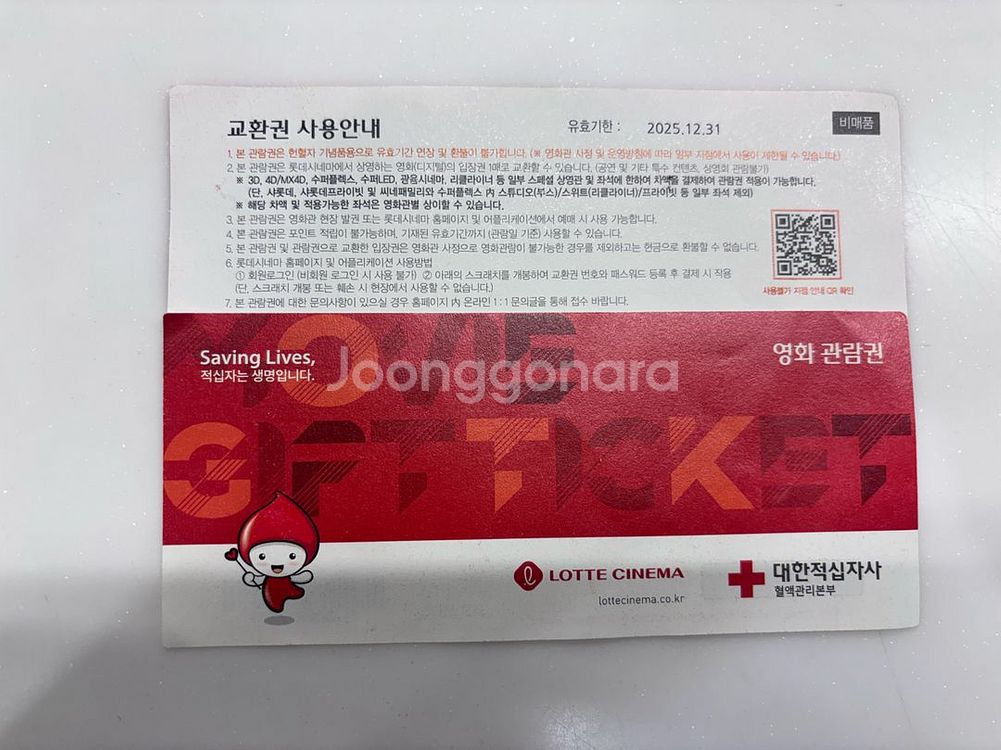 교환권 사용안내
유효기한 : 2025.12.31
비매품
1. 본 관람권은 헌혈자 기념품용으로 유효기간 연장 및 환불이 불가합니다. (※ 영화관 사정 및 운영방침에 따라 일부 지점에서 사용이 제한될 수 있습니다.)
2. 본 관람권은 롯데시네마에서 상영하는 영화(디지털)의 입장권 1매로 교환할 수 있습니다. (공연 및 기타 특수 컨텐츠, 상영회 관람불가)
※ 3D, 4D/MX4D, 수퍼플렉스, 수퍼LED, 광음시네마, 리클라이너 등 일부 스페셜 상영관 및 좌석에 한하여 차액을 결제하여 관람권 적용이 가능합니다.
(단, 샤롯데, 샤롯데프라이빗 및 씨네패밀리와 수퍼플렉스 內 스튜디오(부스)/스위트(리클라이너)/프라이빗 등 일부 좌석 제외)
※ 해당 차액 및 적용가능한 좌석은 영화관별 상이할 수 있습니다.
3. 본 관람권은 영화관 현장 발권 또는 롯데시네마 홈페이지 및 어플리케이션에서 예매 시 사용 가능합니다.
4. 본 관람권은 포인트 적립이 불가능하며, 기재된 유효기간까지 (관람일 기준) 사용할 수 있습니다.
5. 본 관람권 및 관람권으로 교환한 입장권은 영화관 사정으로 영화관람이 불가능한 경우를 제외하고는 현금으로 환불할 수 없습니다.
6. 롯데시네마 홈페이지 및 어플리케이션 사용방법
① 회원로그인 (비회원 로그인 시 사용 불가) ② 아래의 스크래치를 개봉하여 교환권 번호와 패스워드 등록 후 결제 시 적용
(단, 스크래치 개봉 또는 훼손 시 현장에서 사용할 수 없습니다.)
7. 본 관람권에 대한 문의사항이 있으실 경우 홈페이지 內 온라인 1:1 문의글을 통해 접수 바랍니다.
사용불가 지점 안내 QR 확인
Saving Lives,
적십자는 생명입니다.
영화 관람권
Joonggonara
MOVIE
GIFT TICKET
LOTTE CINEMA
lottecinema.co.kr
대한적십자사
혈액관리본부